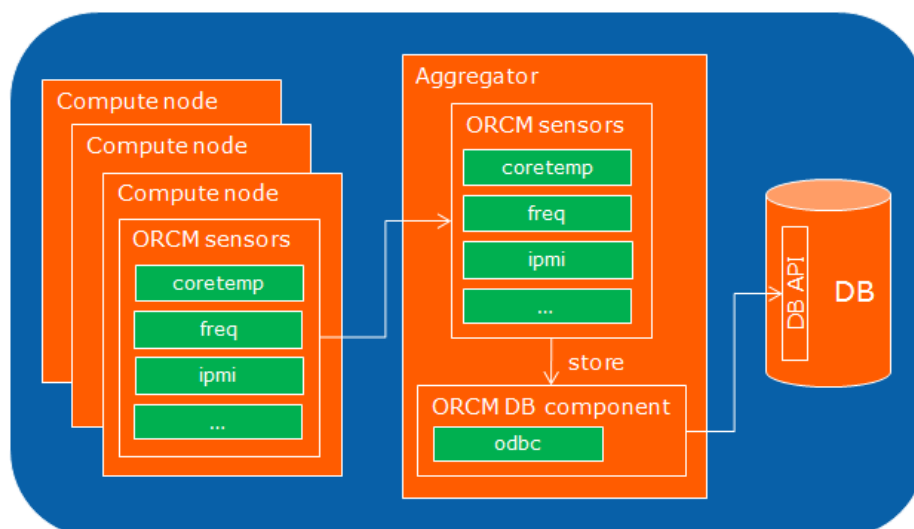 Compute node
Compute node
Compute node
ORCM sensors
coretemp
freq
ipmi
...
Aggregator
ORCM sensors
coretemp
freq
ipmi
...
store
ORCM DB component
odbc
DB API
DB